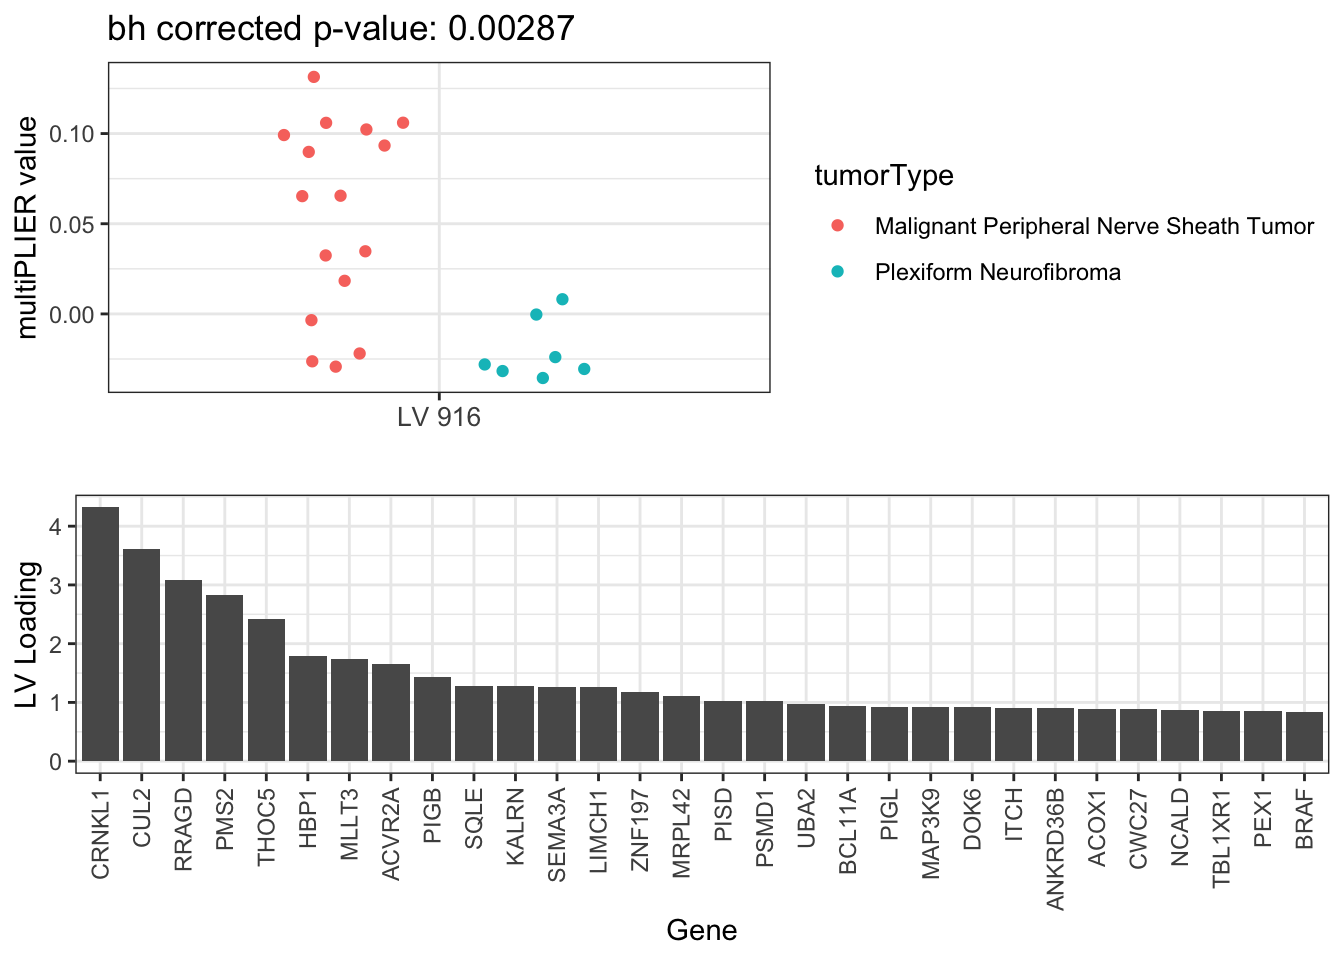 bh corrected p-value: 0.00287
multiPLIER value
0.10
0.05
0.00
LV 916
tumorType
Malignant Peripheral Nerve Sheath Tumor
Plexiform Neurofibroma
LV Loading
4
3
2
1
0
CRNKL1
CUL2
RRAGD
PMS2
THOC5
HBP1
MLLT3
ACVR2A
PIGB
SQLE
KALRN
SEMA3A
LIMCH1
ZNF197
MRPL42
PISD
PSMD1
UBA2
BCL11A
PIGL
MAP3K9
DOK6
ITCH
ANKRD36B
ACOX1
CWC27
NCALD
TBL1XR1
PEX1
BRAF
Gene